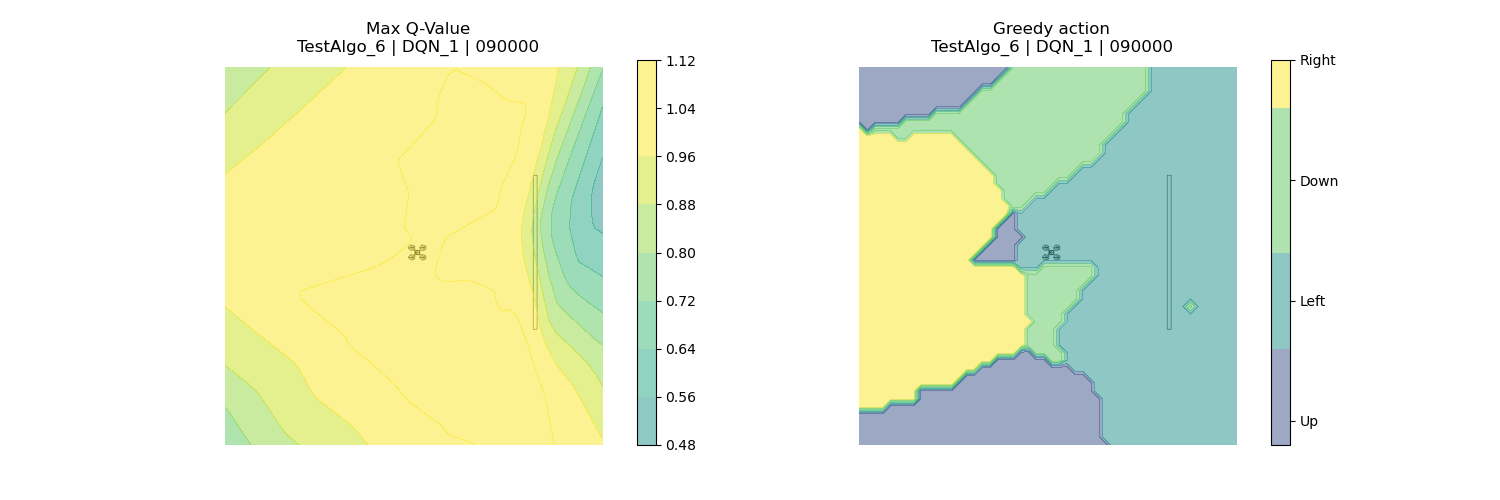 Max Q-Value
TestAlgo_6 | DQN_1 | 090000
1.12
1.04
0.96
0.88
0.80
0.72
0.64
0.56
0.48
Greedy action
TestAlgo_6 | DQN_1 | 090000
Right
Down
Left
Up